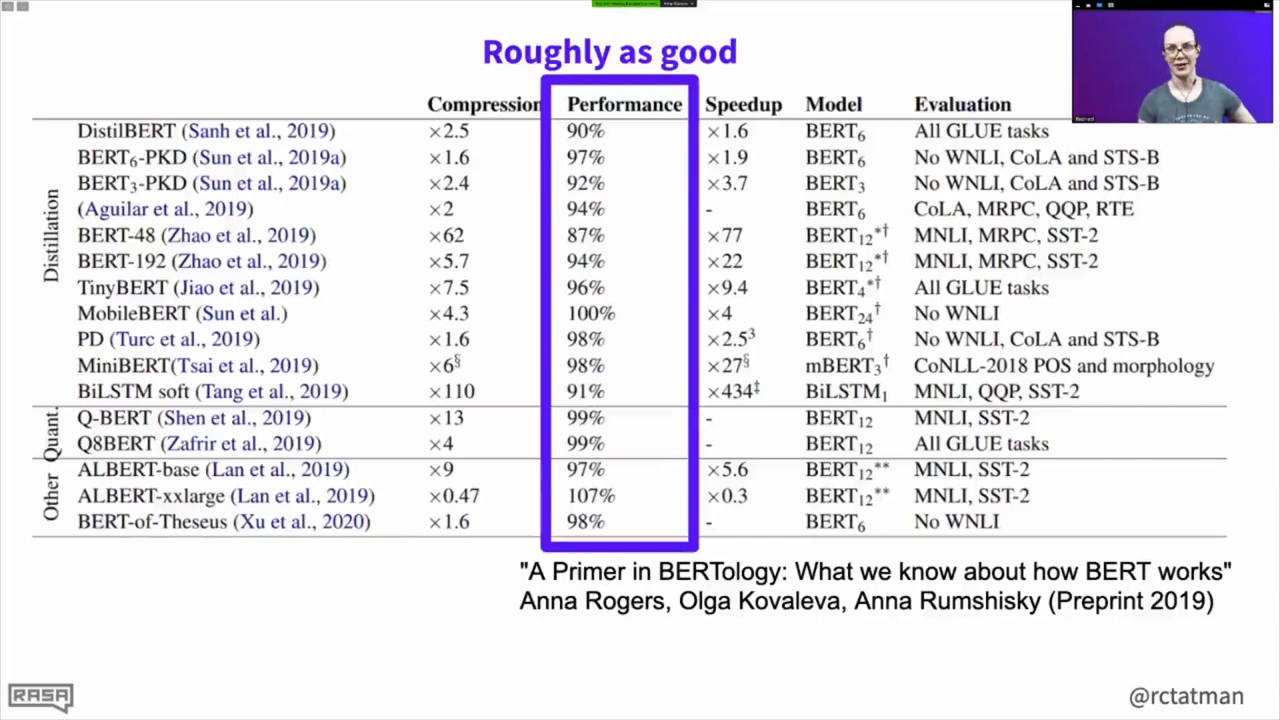 Roughly as good
Compression Performance Speedup Model Evaluation
Distillation
DistilBERT (Sanh et al., 2019) ×2.5 90% ×1.6 BERT₆ All GLUE tasks
BERT₆-PKD (Sun et al., 2019a) ×1.6 97% ×1.9 BERT₆ No WNLI, CoLA and STS-B
BERT₃-PKD (Sun et al., 2019a) ×2.4 92% ×3.7 BERT₃ No WNLI, CoLA and STS-B
(Aguilar et al., 2019) ×2 94% - BERT₆ CoLA, MRPC, QQP, RTE
BERT-48 (Zhao et al., 2019) ×62 87% ×77 BERT₁₂*† MNLI, MRPC, SST-2
BERT-192 (Zhao et al., 2019) ×5.7 94% ×22 BERT₁₂*† MNLI, MRPC, SST-2
TinyBERT (Jiao et al., 2019) ×7.5 96% ×9.4 BERT₄*† All GLUE tasks
MobileBERT (Sun et al.) ×4.3 100% ×4 BERT₂₄† No WNLI
PD (Turc et al., 2019) ×1.6 98% ×2.5³ BERT₆† No WNLI, CoLA and STS-B
MiniBERT(Tsai et al., 2019) ×6§ 98% ×27§ mBERT₃† CoNLL-2018 POS and morphology
BiLSTM soft (Tang et al., 2019) ×110 91% ×434‡ BiLSTM₁ MNLI, QQP, SST-2
Quant.
Q-BERT (Shen et al., 2019) ×13 99% - BERT₁₂ MNLI, SST-2
Q8BERT (Zafrir et al., 2019) ×4 99% - BERT₁₂ All GLUE tasks
Other
ALBERT-base (Lan et al., 2019) ×9 97% ×5.6 BERT₁₂** MNLI, SST-2
ALBERT-xxlarge (Lan et al., 2019) ×0.47 107% ×0.3 BERT₁₂** MNLI, SST-2
BERT-of-Theseus (Xu et al., 2020) ×1.6 98% - BERT₆ No WNLI
"A Primer in BERTology: What we know about how BERT works"
Anna Rogers, Olga Kovaleva, Anna Rumshisky (Preprint 2019)
RASA
@rctatman